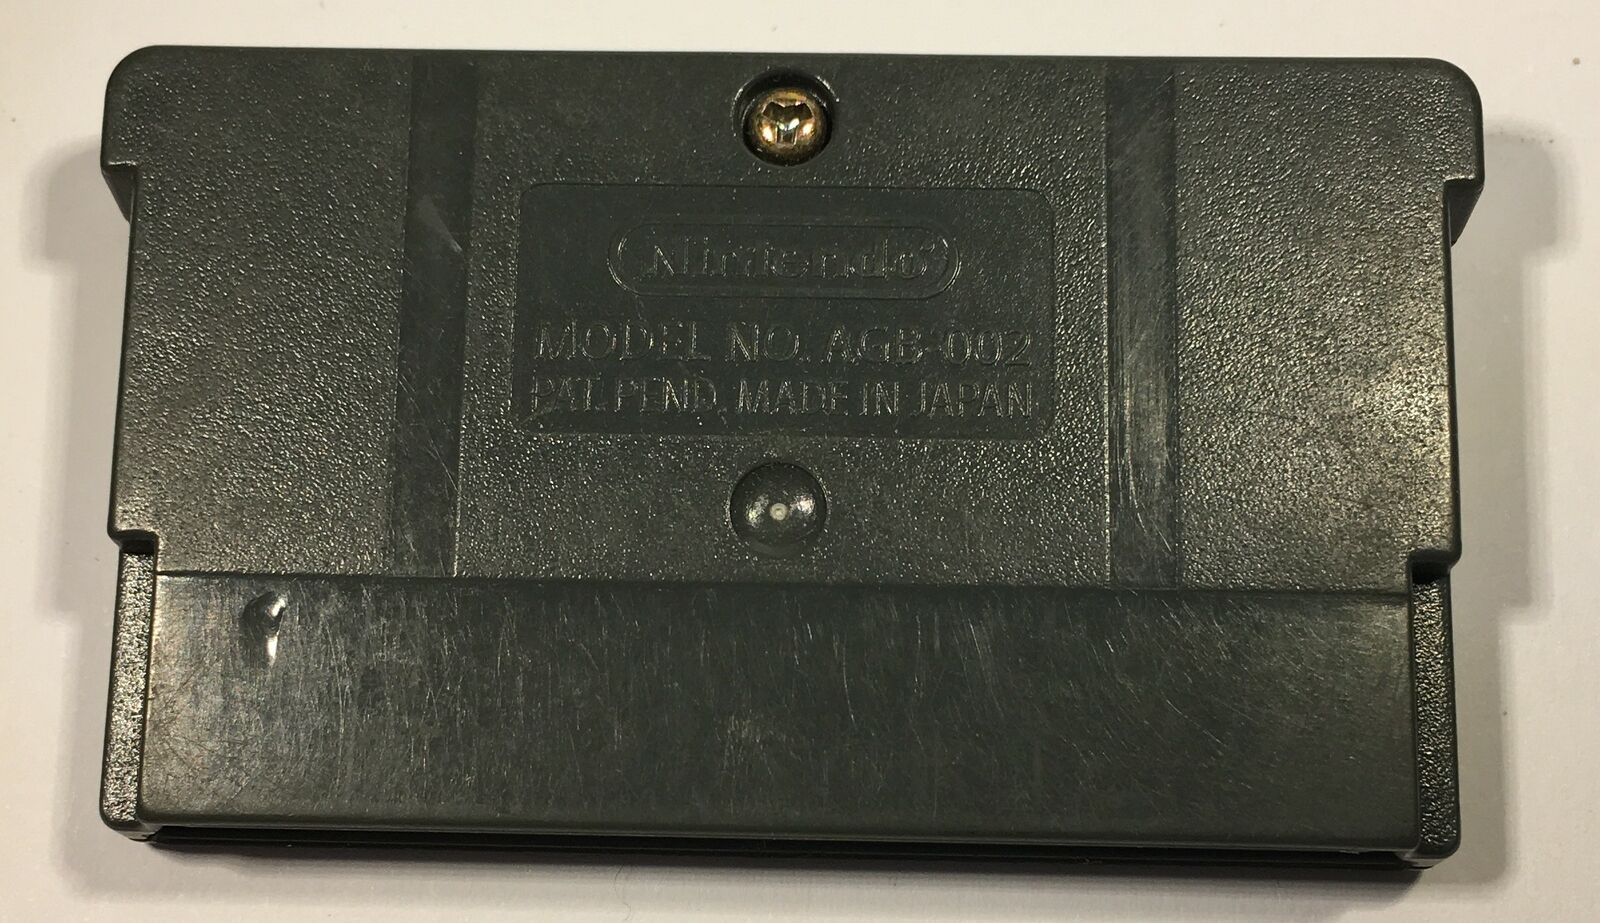 Nintendo®
MODEL NO. AGB-002
PAT. PEND. MADE IN JAPAN